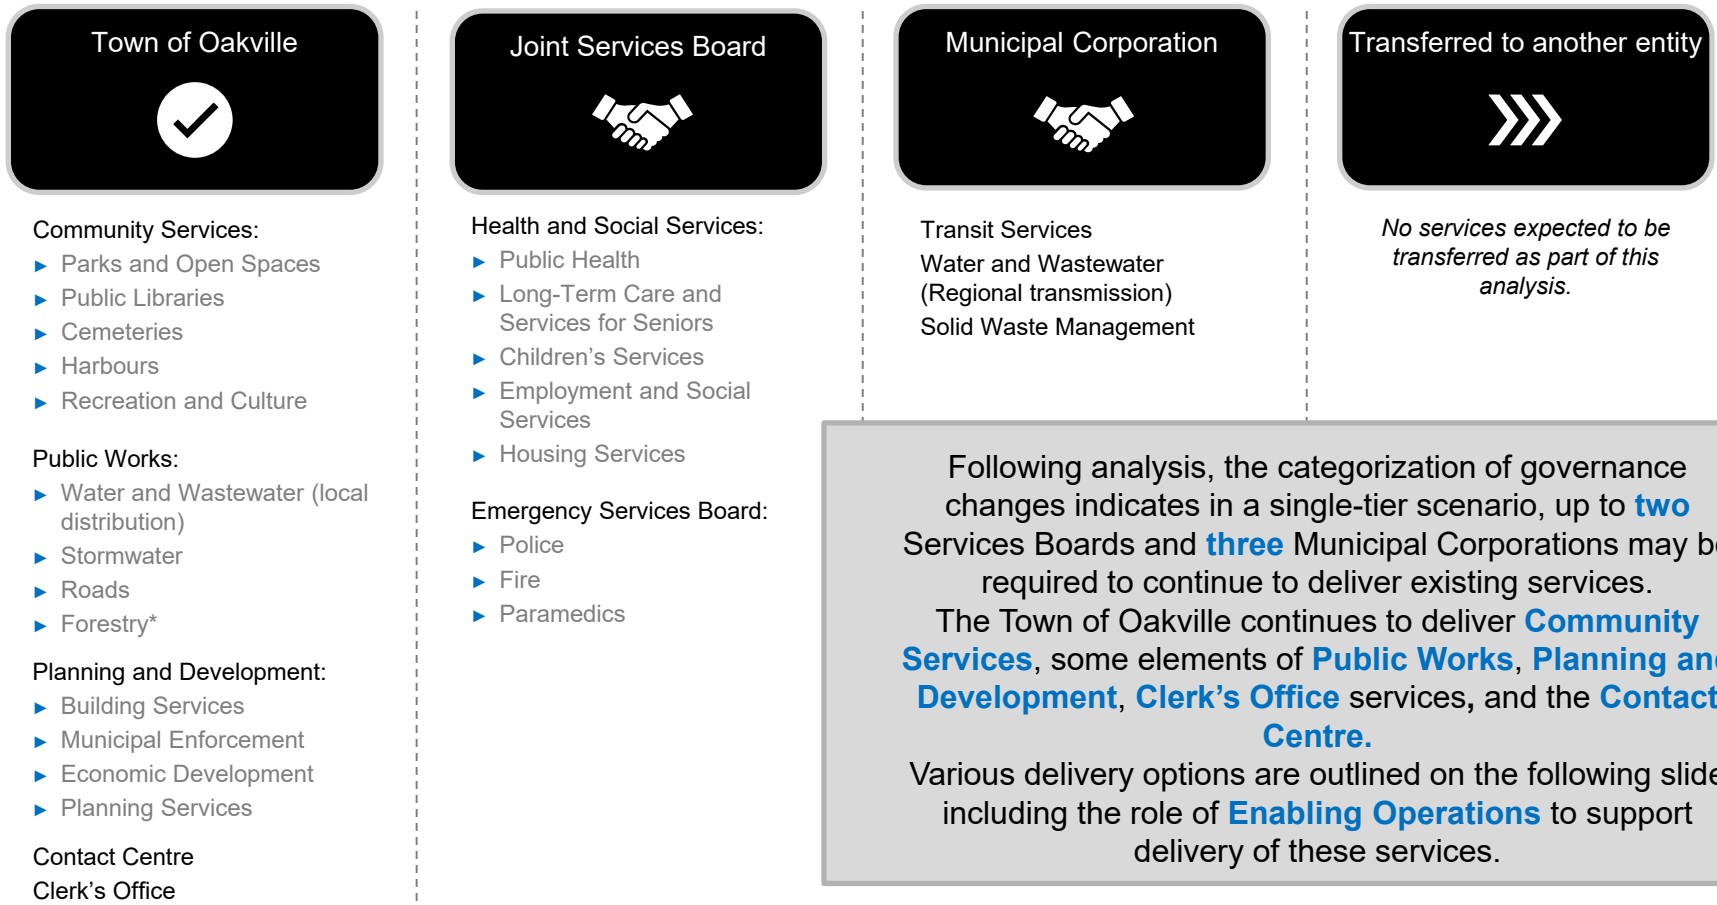 Town of Oakville
Community Services:
► Parks and Open Spaces
► Public Libraries
► Cemeteries
► Harbours
► Recreation and Culture
Public Works:
► Water and Wastewater (local
distribution)
► Stormwater
► Roads
► Forestry*
Planning and Development:
► Building Services
► Municipal Enforcement
► Economic Development
► Planning Services
Contact Centre
Clerk’s Office
Joint Services Board
Health and Social Services:
► Public Health
► Long-Term Care and
Services for Seniors
► Children’s Services
► Employment and Social
Services
► Housing Services
Emergency Services Board:
► Police
► Fire
► Paramedics
Municipal Corporation
Transit Services
Water and Wastewater
(Regional transmission)
Solid Waste Management
Transferred to another entity
No services expected to be
transferred as part of this
analysis.
Following analysis, the categorization of governance
changes indicates in a single-tier scenario, up to two
Services Boards and three Municipal Corporations may be
required to continue to deliver existing services.
The Town of Oakville continues to deliver Community
Services, some elements of Public Works, Planning and
Development, Clerk’s Office services, and the Contact
Centre.
Various delivery options are outlined on the following slide
including the role of Enabling Operations to support
delivery of these services.